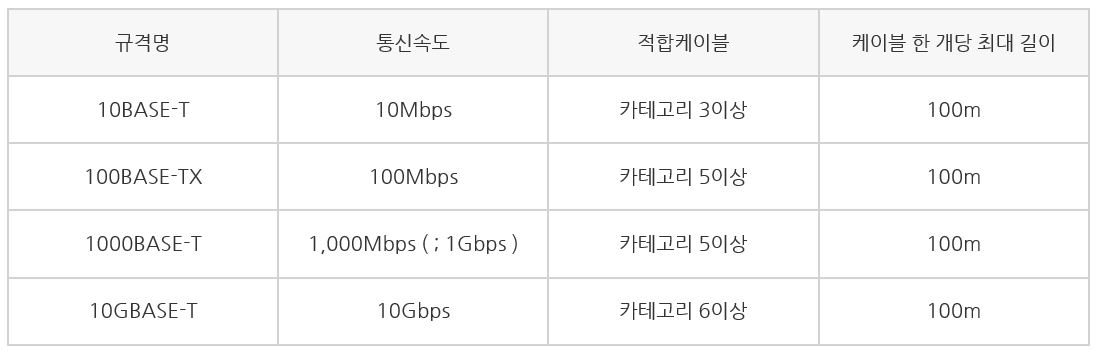 규격명 통신속도 적합케이블 케이블 한 개당 최대 길이
10BASE-T 10Mbps 카테고리 3이상 100m
100BASE-TX 100Mbps 카테고리 5이상 100m
1000BASE-T 1,000Mbps ( ; 1Gbps ) 카테고리 5이상 100m
10GBASE-T 10Gbps 카테고리 6이상 100m